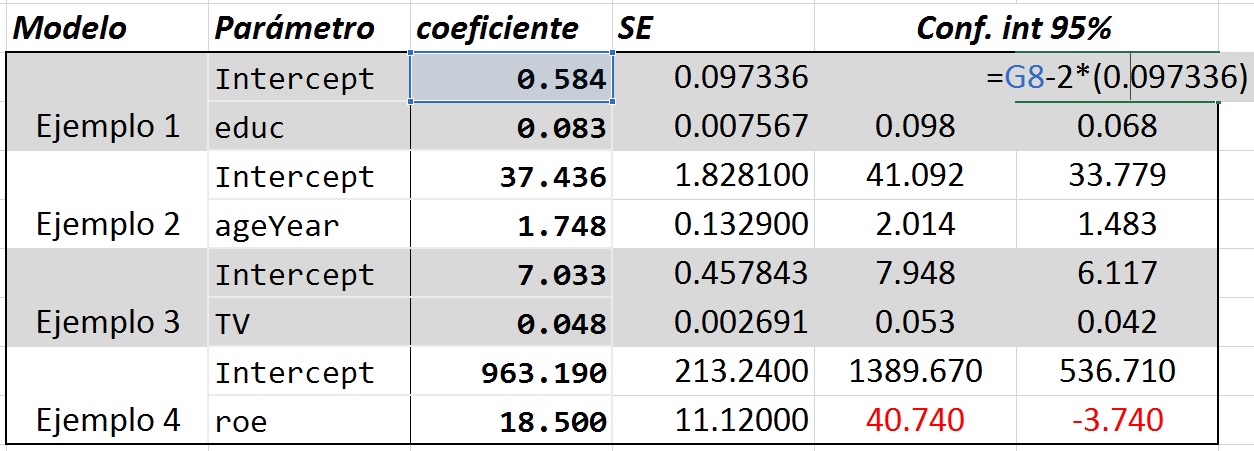 Modelo Parámetro coeficiente SE Conf. int 95%
Intercept 0.584 0.097336 =G8-2*(0.097336)
Ejemplo 1 educ 0.083 0.007567 0.098 0.068
Intercept 37.436 1.828100 41.092 33.779
Ejemplo 2 ageYear 1.748 0.132900 2.014 1.483
Intercept 7.033 0.457843 7.948 6.117
Ejemplo 3 TV 0.048 0.002691 0.053 0.042
Intercept 963.190 213.2400 1389.670 536.710
Ejemplo 4 roe 18.500 11.12000 40.740 -3.740